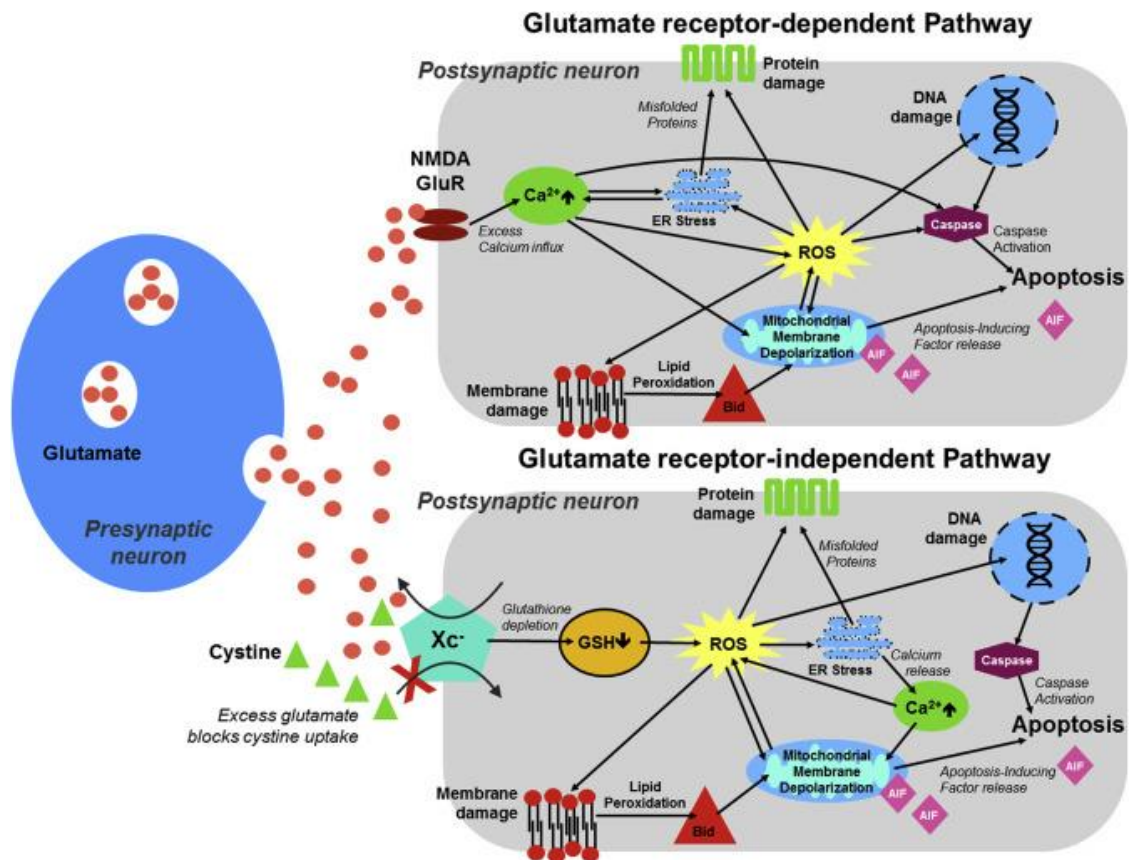 Glutamate receptor-dependent Pathway
Postsynaptic neuron
Protein
damage
DNA
damage
Misfolded
Proteins
NMDA
GluR
Ca²⁺↑
ER Stress
Excess
Calcium influx
Caspase
Caspase
Activation
ROS
Apoptosis
AIF
Mitochondrial
Membrane
Depolarization
AIF
AIF
Apoptosis-Inducing
Factor release
Membrane
damage
Lipid
Peroxidation
Bid
Glutamate
Presynaptic
neuron
Glutamate receptor-independent Pathway
Postsynaptic neuron
Protein
damage
DNA
damage
Misfolded
Proteins
Xc⁻
Glutathione
depletion
GSH↓
ROS
ER Stress
Calcium
release
Caspase
Caspase
Activation
Cystine
Excess glutamate
blocks cystine uptake
Ca²⁺↑
Apoptosis
AIF
Mitochondrial
Membrane
Depolarization
AIF
AIF
Apoptosis-Inducing
Factor release
Membrane
damage
Lipid
Peroxidation
Bid